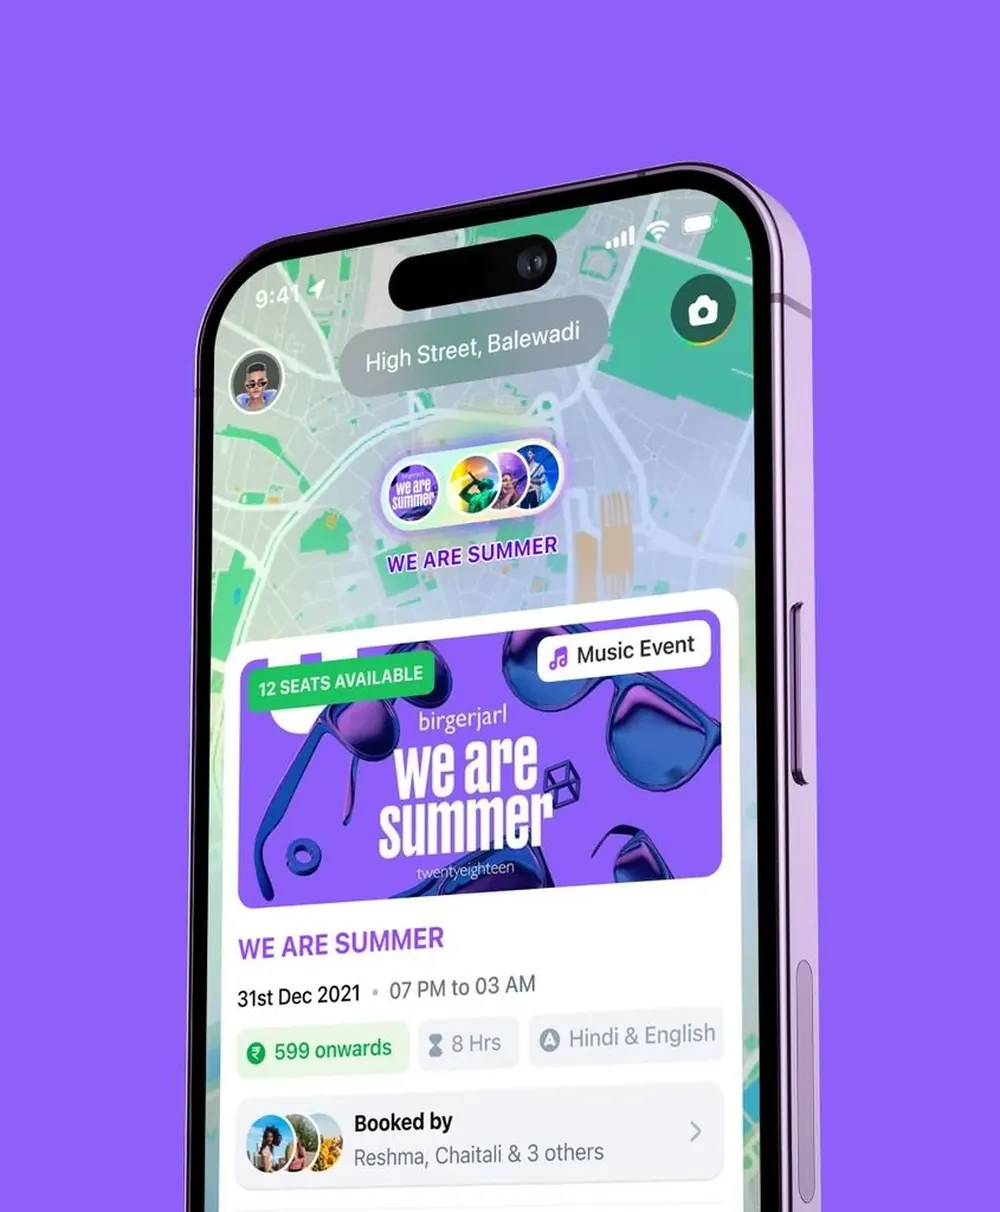 9:41
High Street, Balewadi
we are
summer
WE ARE SUMMER
12 SEATS AVAILABLE
Music Event
birgerjarl
we are
summer
twentyeighteen
WE ARE SUMMER
31st Dec 2021 • 07 PM to 03 AM
₹ 599 onwards
8 Hrs
A Hindi & English
Booked by
Reshma, Chaitali & 3 others